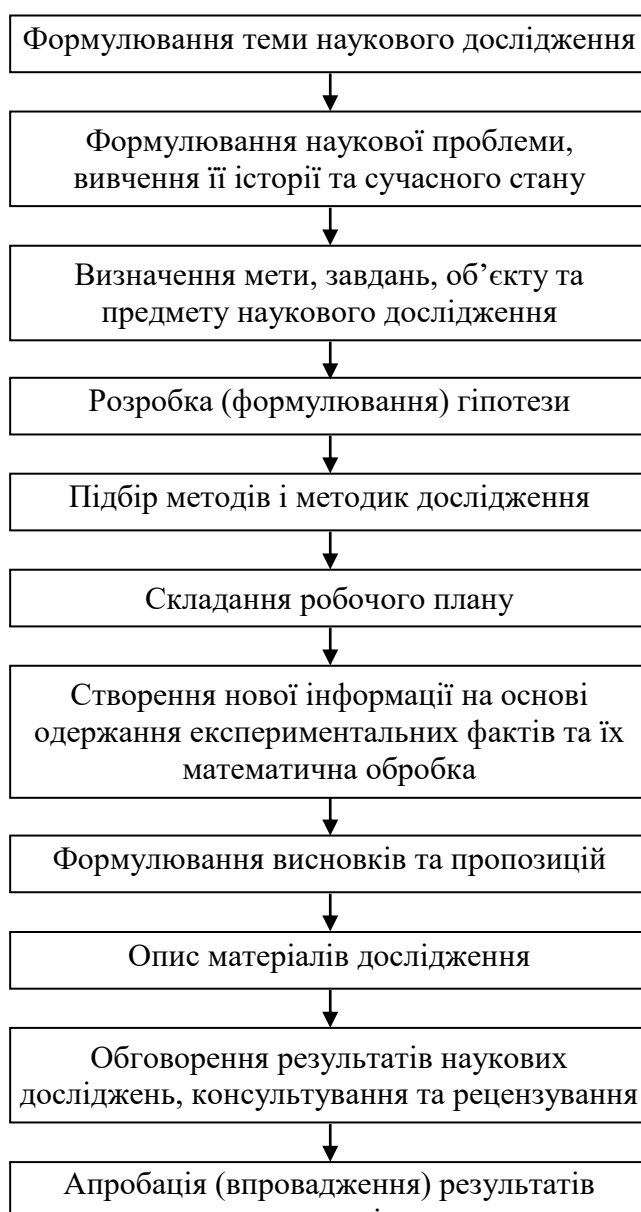 Формулювання теми наукового дослідження
Формулювання наукової проблеми,
вивчення її історії та сучасного стану
Визначення мети, завдань, об’єкту та
предмету наукового дослідження
Розробка (формулювання) гіпотези
Підбір методів і методик дослідження
Складання робочого плану
Створення нової інформації на основі
одержання експериментальних фактів та їх
математична обробка
Формулювання висновків та пропозицій
Опис матеріалів дослідження
Обговорення результатів наукових
досліджень, консультування та рецензування
Апробація (впровадження) результатів